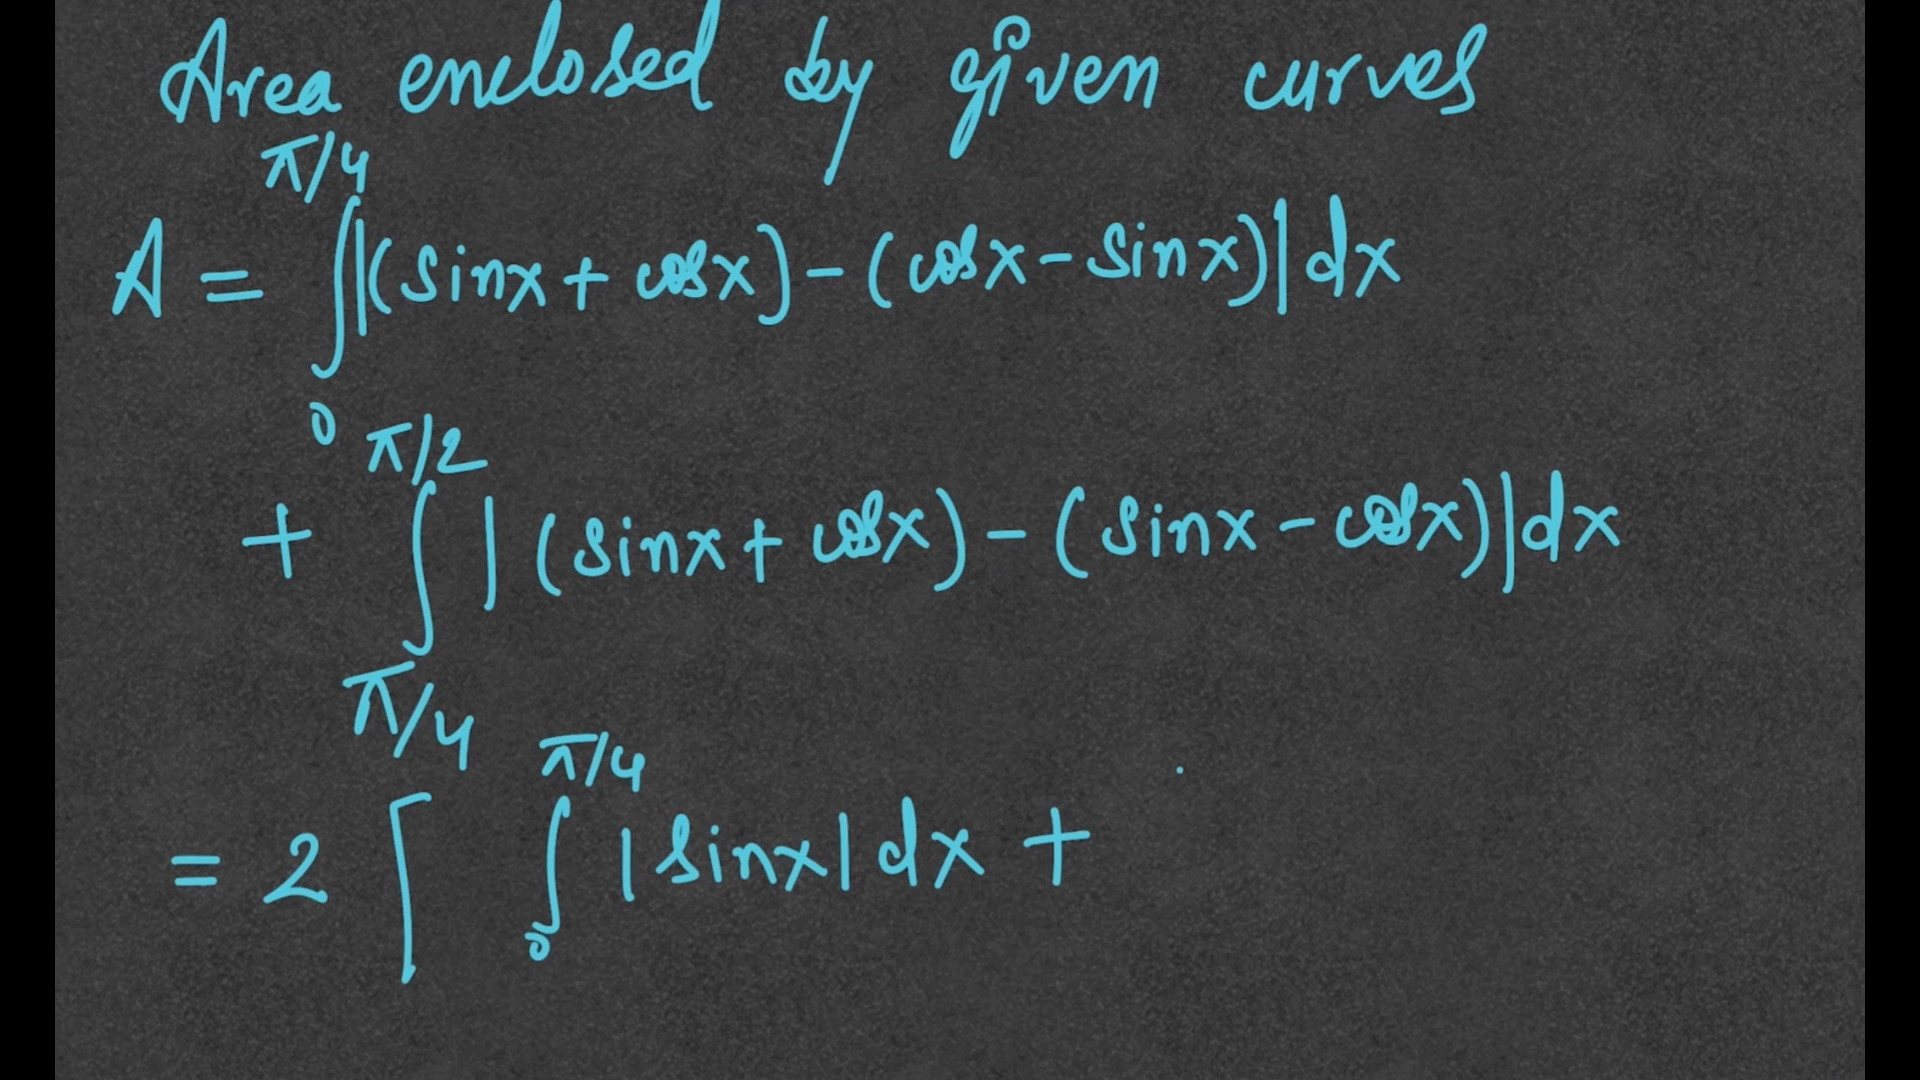 Area enclosed by given curves
A = ∫₀^{π/4} |(sinx + cosx) - (cosx - sinx)| dx
+ ∫_{π/4}^{π/2} |(sinx + cosx) - (sinx - cosx)| dx
= 2 [ ∫₀^{π/4} |sinx| dx +